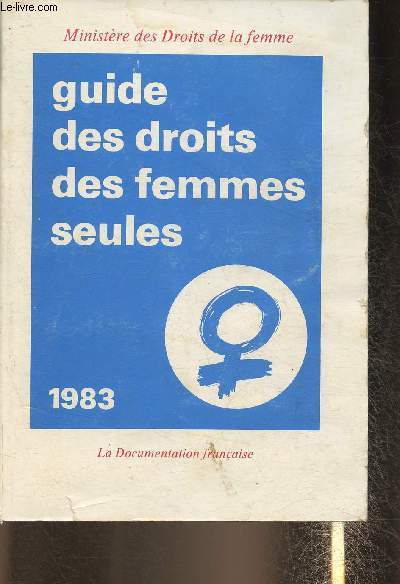 © Le-livre.com
Ministère des Droits de la femme
guide
des droits
des femmes
seules
1983
La Documentation française